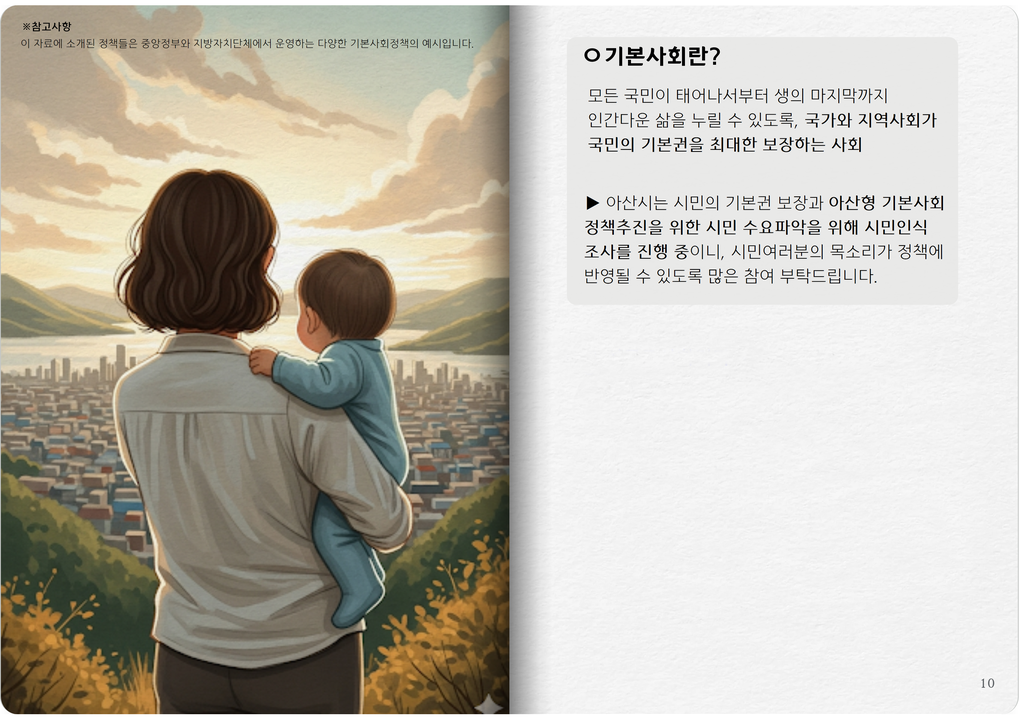 ※참고사항
이 자료에 소개된 정책들은 중앙정부와 지방자치단체에서 운영하는 다양한 기본사회정책의 예시입니다.
ㅇ기본사회란?
모든 국민이 태어나서부터 생의 마지막까지
인간다운 삶을 누릴 수 있도록, 국가와 지역사회가
국민의 기본권을 최대한 보장하는 사회
▶ 아산시는 시민의 기본권 보장과 아산형 기본사회
정책추진을 위한 시민 수요파악을 위해 시민인식
조사를 진행 중이니, 시민여러분의 목소리가 정책에
반영될 수 있도록 많은 참여 부탁드립니다.
10